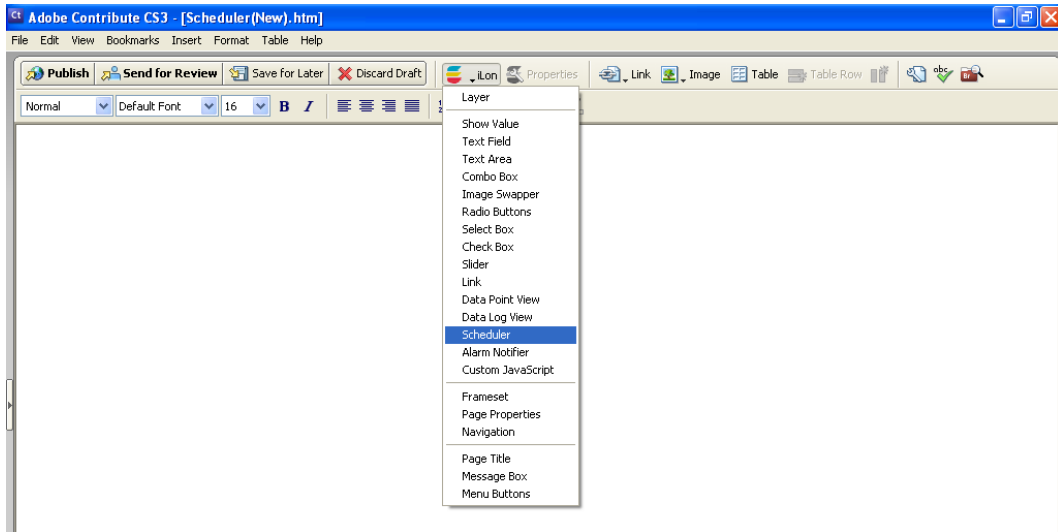 Ct Adobe Contribute CS3 - [Scheduler(New).htm]
File Edit View Bookmarks Insert Format Table Help
Publish Send for Review Save for Later Discard Draft iLon Properties Link Image Table Table Row abc
Normal Default Font 16 B I
Layer
Show Value
Text Field
Text Area
Combo Box
Image Swapper
Radio Buttons
Select Box
Check Box
Slider
Link
Data Point View
Data Log View
Scheduler
Alarm Notifier
Custom JavaScript
Frameset
Page Properties
Navigation
Page Title
Message Box
Menu Buttons